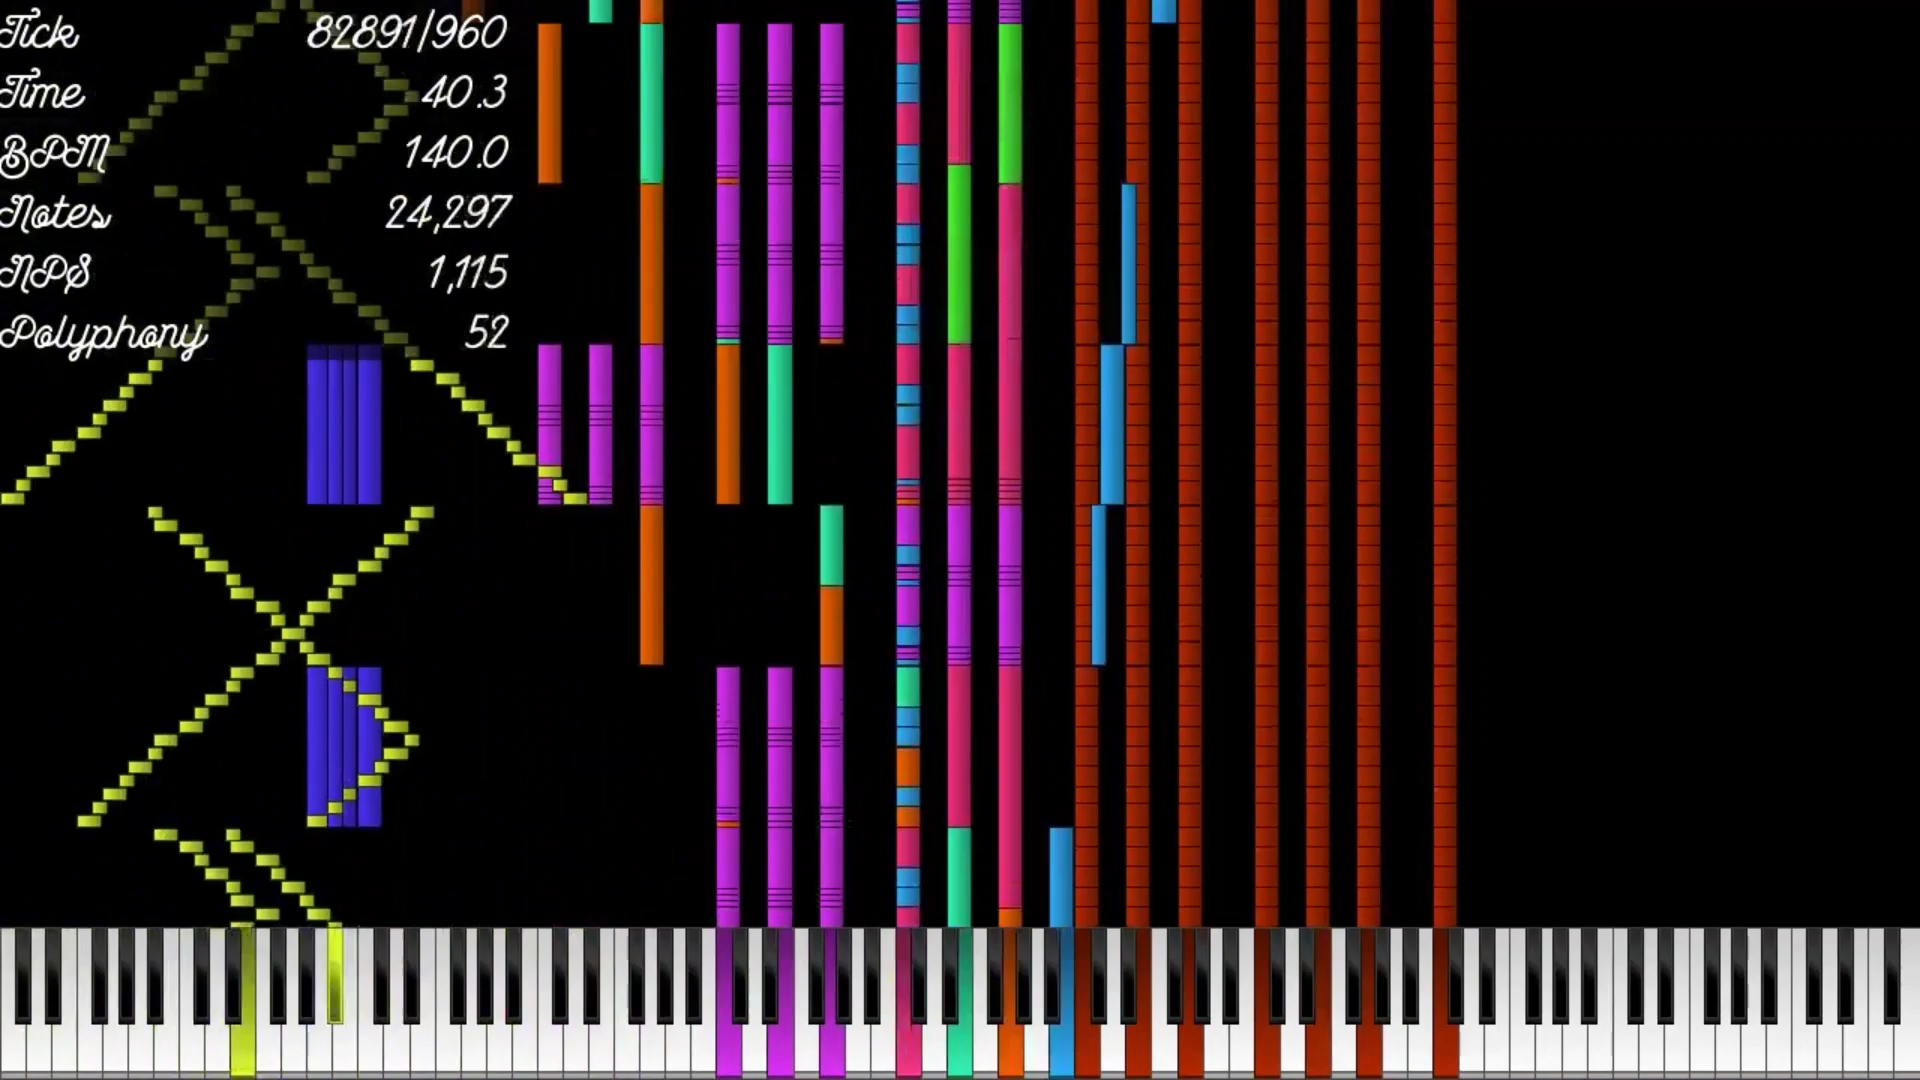 Tick 82891/960
Time 40.3
BPM 140.0
Notes 24,297
NPS 1,115
Polyphony 52